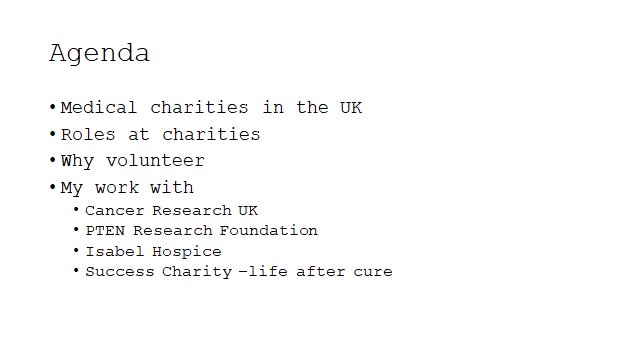 Agenda
• Medical charities in the UK
• Roles at charities
• Why volunteer
• My work with
• Cancer Research UK
• PTEN Research Foundation
• Isabel Hospice
• Success Charity –life after cure